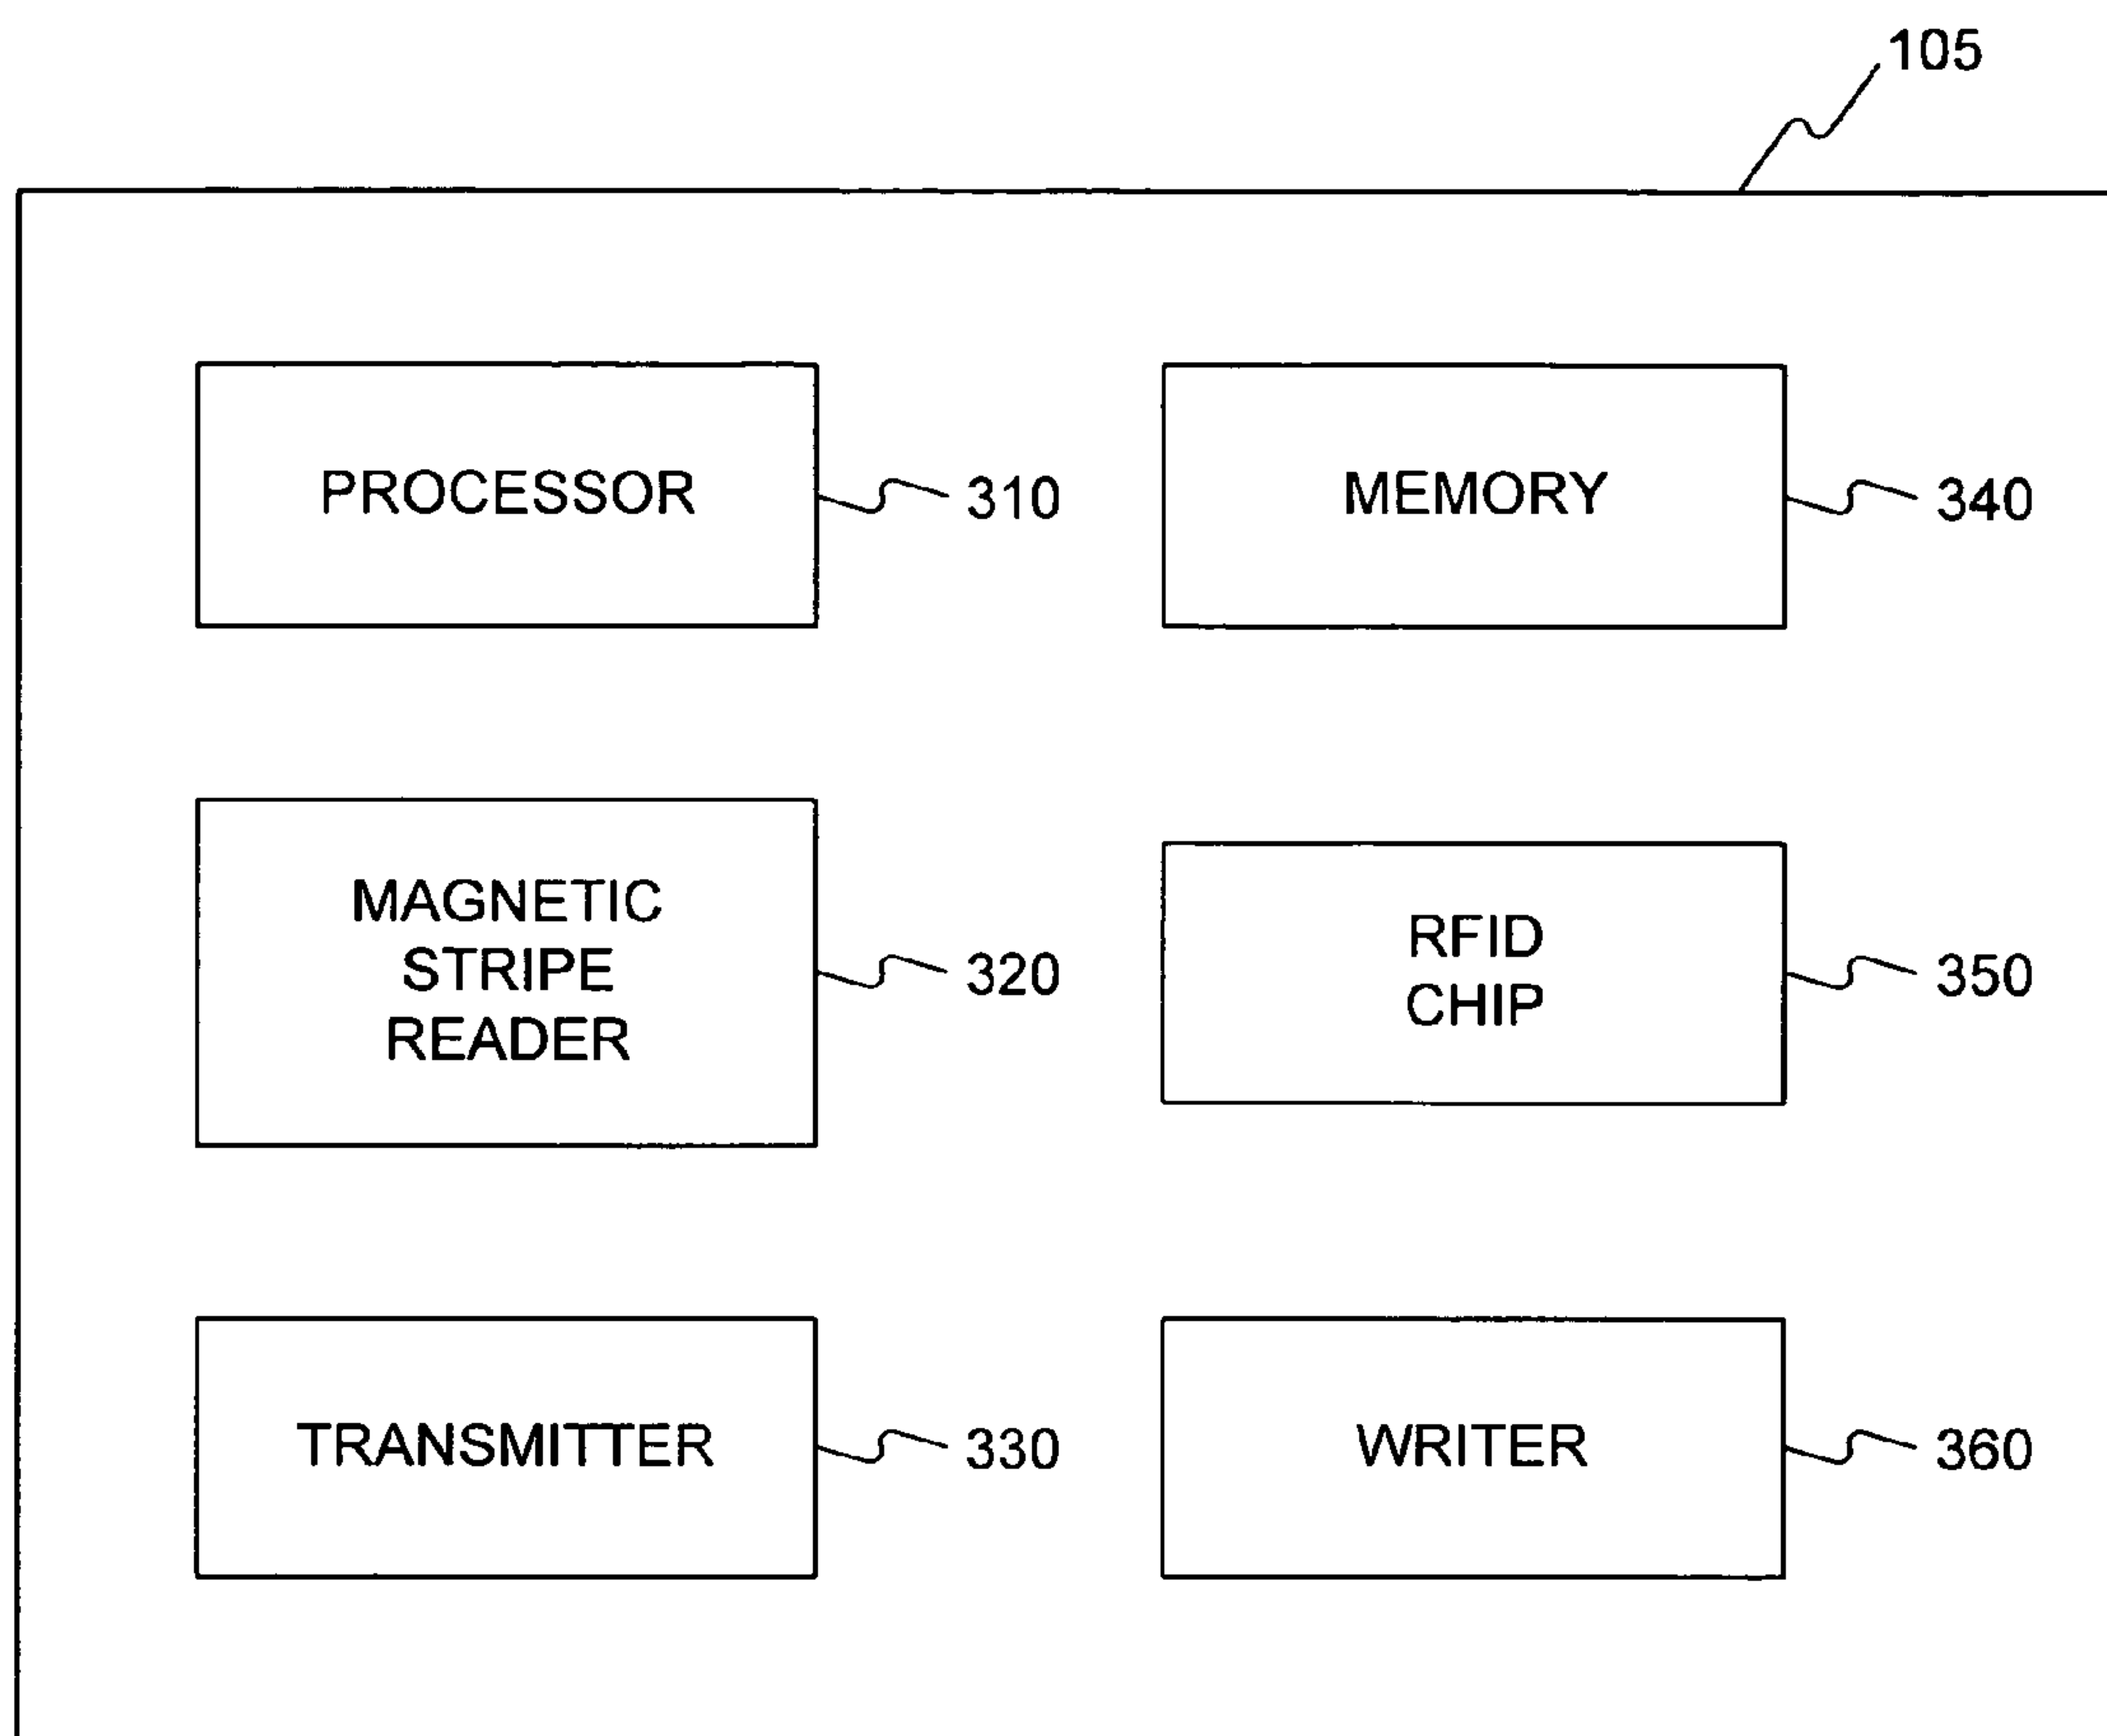 105
PROCESSOR
310
MEMORY
340
MAGNETIC
STRIPE
READER
320
RFID
CHIP
350
TRANSMITTER
330
WRITER
360